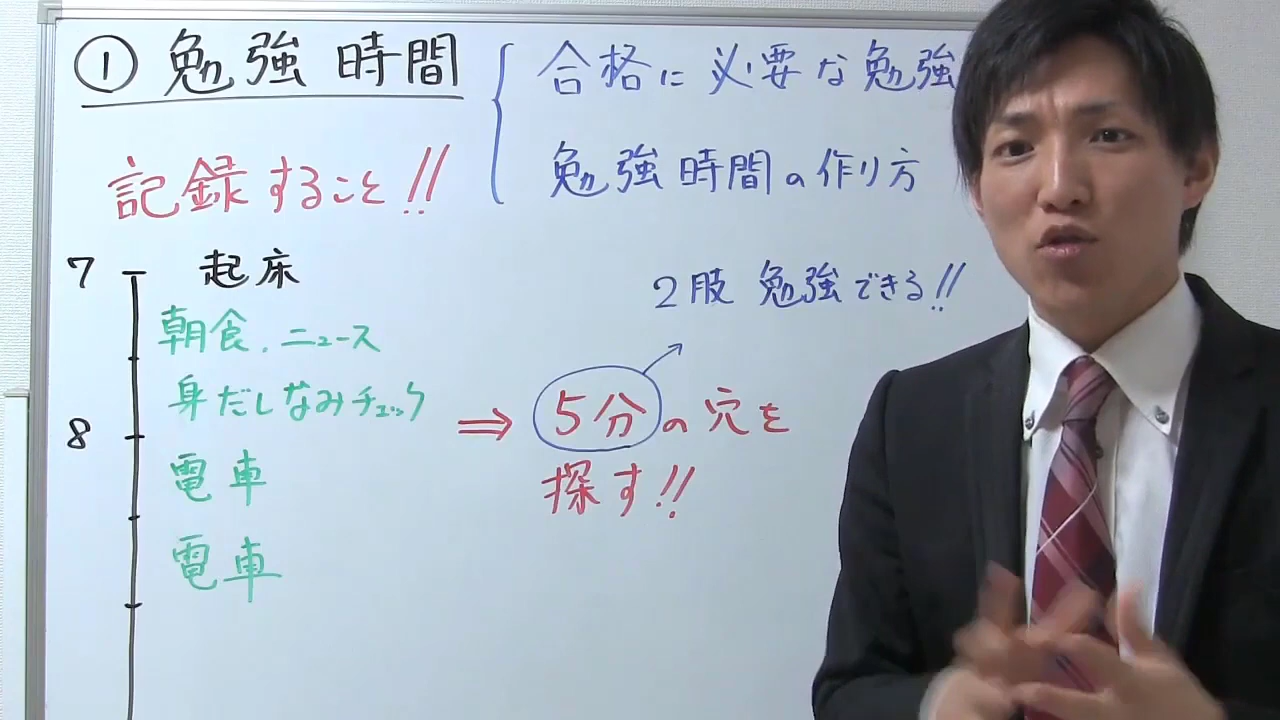 ① 勉強時間
合格に必要な勉強
勉強時間の作り方
記録すること!!
7 起床
朝食、ニュース
身だしなみチェック
8
電車
電車
⇒ 5分の穴を
探す!!
2肢 勉強できる!!